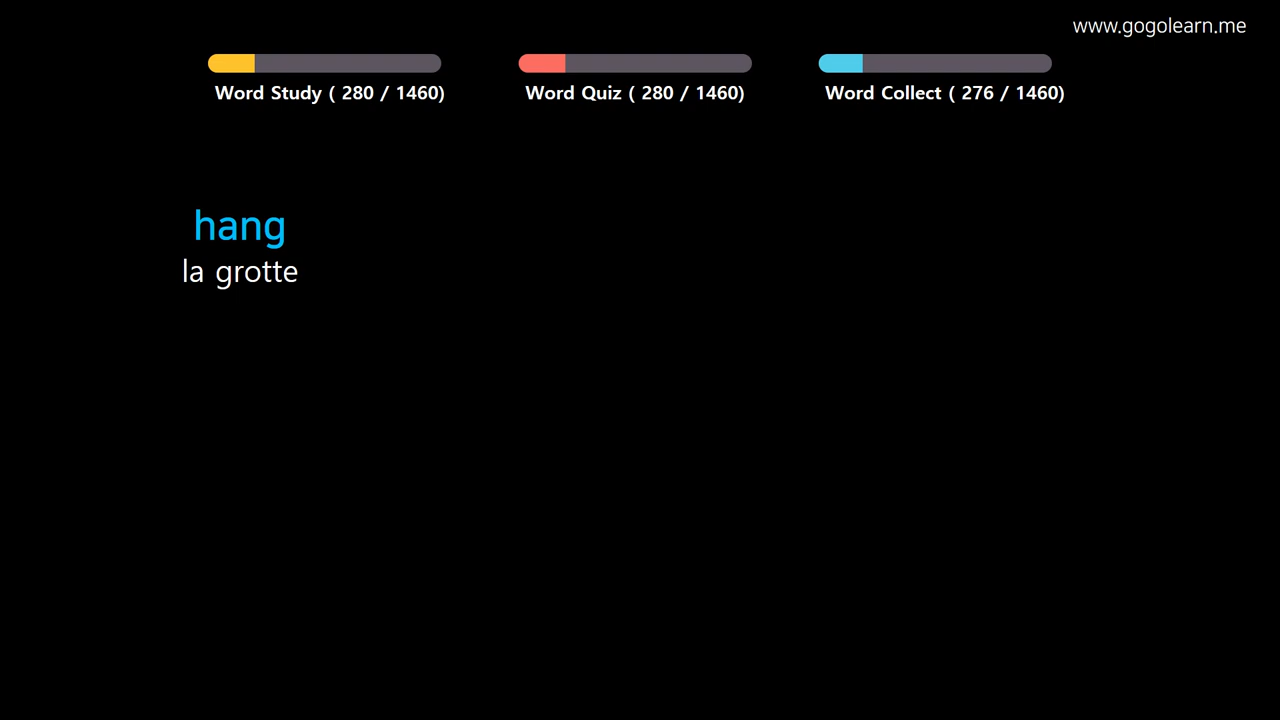 www.gogolearn.me
Word Study ( 280 / 1460)
Word Quiz ( 280 / 1460)
Word Collect ( 276 / 1460)
hang
la grotte